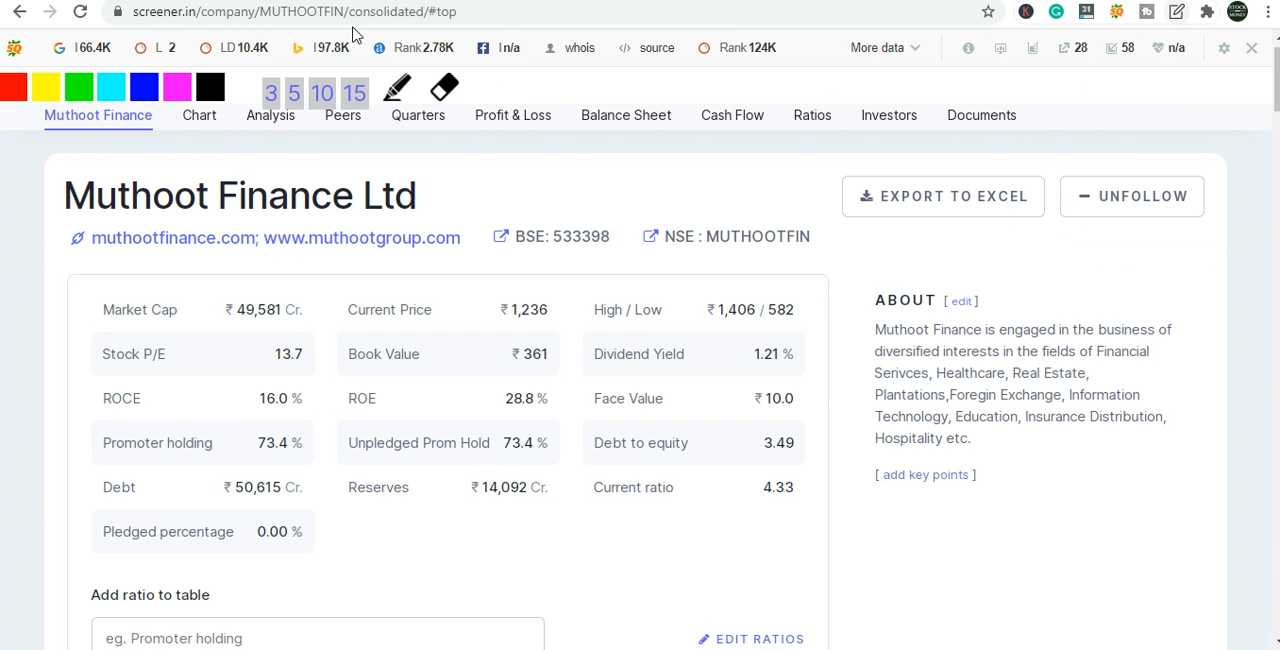 screener.in/company/MUTHOOTFIN/consolidated/#top
I 66.4K L 2 LD 10.4K I 97.8K Rank 2.78K I n/a whois source Rank 124K More data 28 58 n/a
3 5 10 15
Muthoot Finance Chart Analysis Peers Quarters Profit & Loss Balance Sheet Cash Flow Ratios Investors Documents
Muthoot Finance Ltd
EXPORT TO EXCEL UNFOLLOW
muthootfinance.com; www.muthootgroup.com BSE: 533398 NSE : MUTHOOTFIN
Market Cap ₹ 49,581 Cr. Current Price ₹ 1,236 High / Low ₹ 1,406 / 582
Stock P/E 13.7 Book Value ₹ 361 Dividend Yield 1.21 %
ROCE 16.0 % ROE 28.8 % Face Value ₹ 10.0
Promoter holding 73.4 % Unpledged Prom Hold 73.4 % Debt to equity 3.49
Debt ₹ 50,615 Cr. Reserves ₹ 14,092 Cr. Current ratio 4.33
Pledged percentage 0.00 %
Add ratio to table
eg. Promoter holding
EDIT RATIOS
ABOUT [ edit ]
Muthoot Finance is engaged in the business of
diversified interests in the fields of Financial
Serivces, Healthcare, Real Estate,
Plantations,Foregin Exchange, Information
Technology, Education, Insurance Distribution,
Hospitality etc.
[ add key points ]